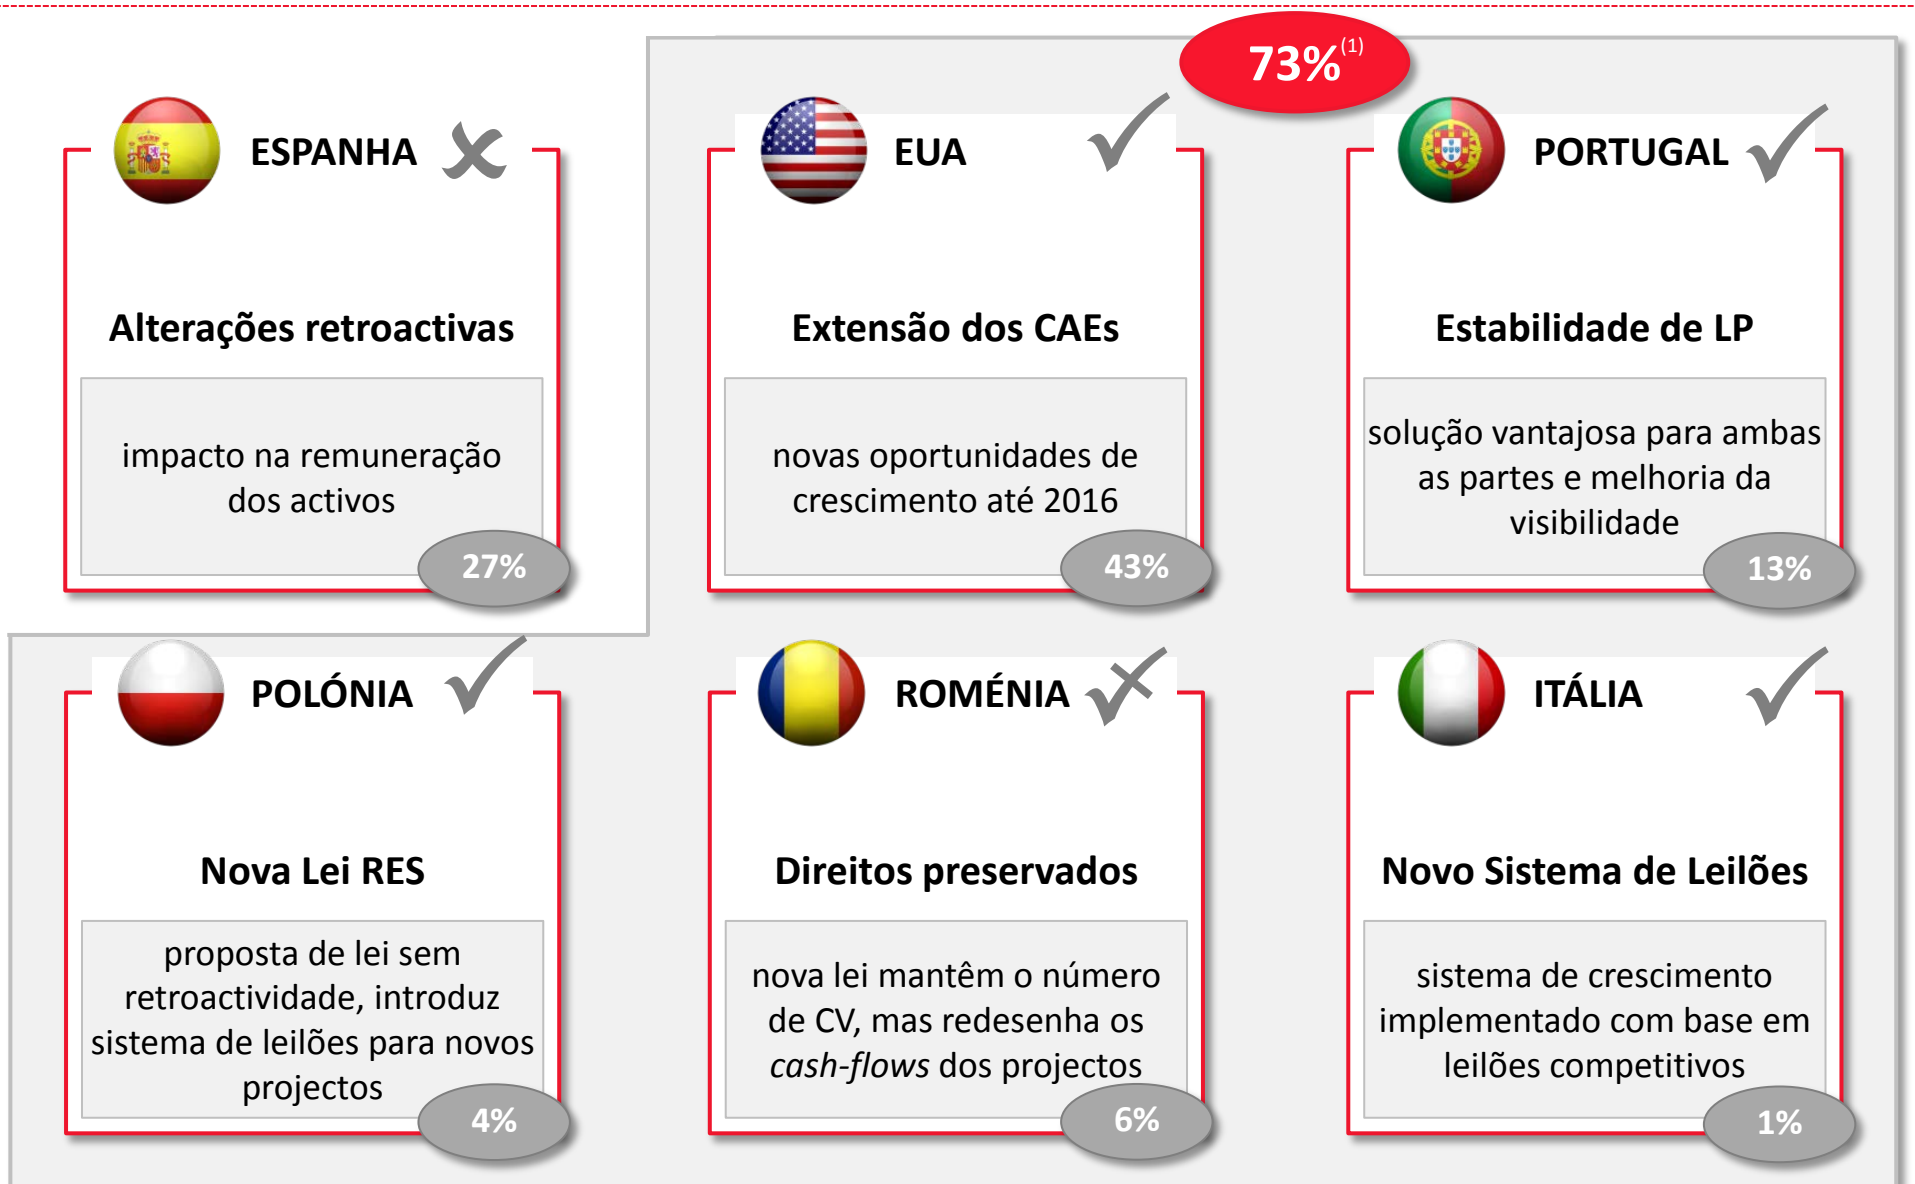 73%(1)
ESPANHA
Alterações retroactivas
impacto na remuneração
dos activos
27%
EUA
Extensão dos CAEs
novas oportunidades de
crescimento até 2016
43%
PORTUGAL
Estabilidade de LP
solução vantajosa para ambas
as partes e melhoria da
visibilidade
13%
POLÓNIA
Nova Lei RES
proposta de lei sem
retroactividade, introduz
sistema de leilões para novos
projectos
4%
ROMÉNIA
Direitos preservados
nova lei mantêm o número
de CV, mas redesenha os
cash-flows dos projectos
6%
ITÁLIA
Novo Sistema de Leilões
sistema de crescimento
implementado com base em
leilões competitivos
1%